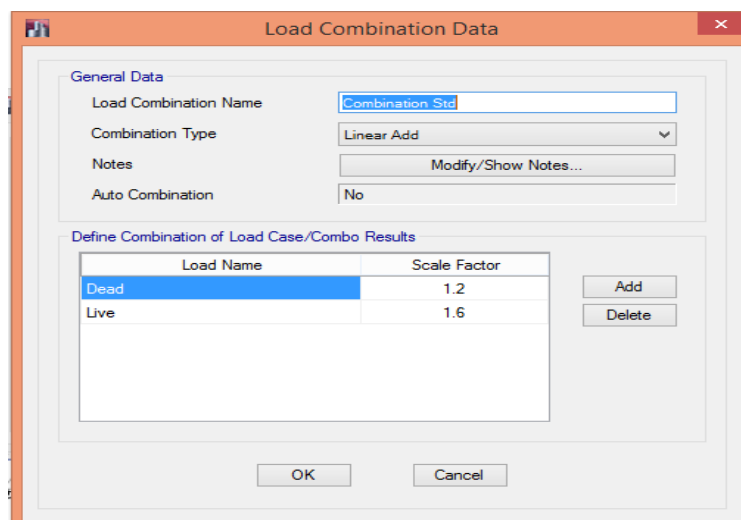 Load Combination Data
General Data
Load Combination Name Combination Std
Combination Type Linear Add
Notes Modify/Show Notes...
Auto Combination No
Define Combination of Load Case/Combo Results
Load Name Scale Factor
Dead 1.2 Add
Live 1.6 Delete
OK Cancel